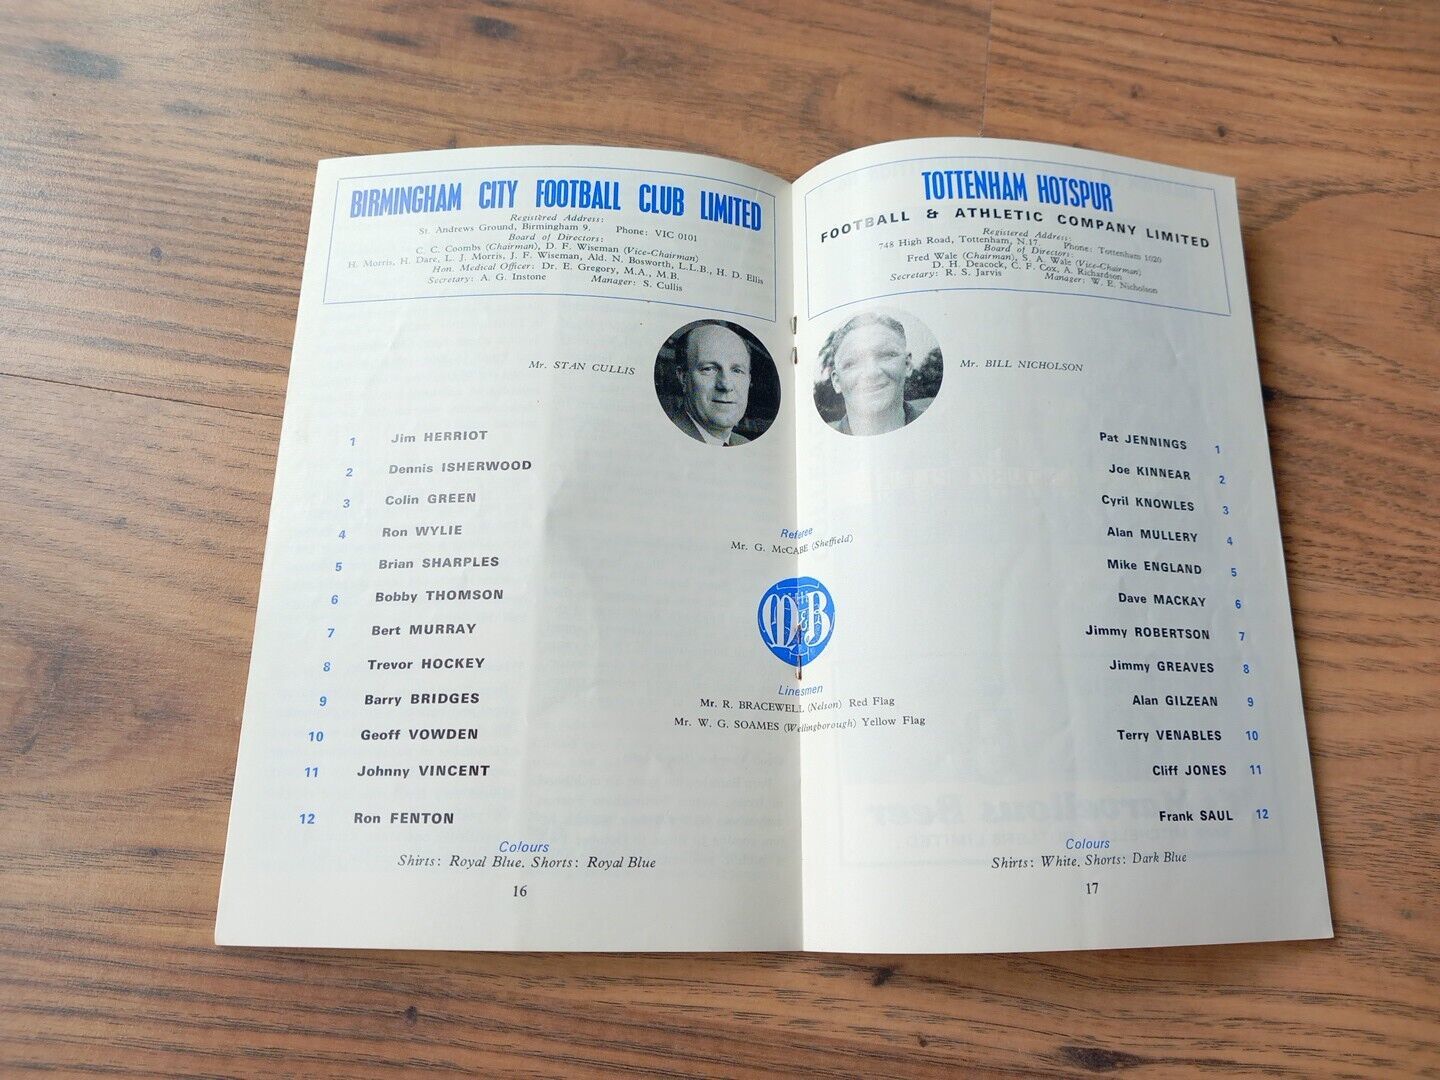 BIRMINGHAM CITY FOOTBALL CLUB LIMITED
Registered Address:
St. Andrews Ground, Birmingham 9. Phone: VIC 0101
Board of Directors:
C. C. Coombs (Chairman), D. F. Wiseman (Vice-Chairman)
H. Morris, H. Dare, L. J. Morris, J. F. Wiseman, Ald. N. Bosworth, L.L.B., H. D. Ellis
Hon. Medical Officer: Dr. E. Gregory, M.A., M.B.
Secretary: A. G. Instone Manager: S. Cullis
Mr. STAN CULLIS
1 Jim HERRIOT
2 Dennis ISHERWOOD
3 Colin GREEN
4 Ron WYLIE
5 Brian SHARPLES
6 Bobby THOMSON
7 Bert MURRAY
8 Trevor HOCKEY
9 Barry BRIDGES
10 Geoff VOWDEN
11 Johnny VINCENT
12 Ron FENTON
Colours
Shirts: Royal Blue. Shorts: Royal Blue
16
Referee
Mr. G. McCABE (Sheffield)
M&B
Linesmen
Mr. R. BRACEWELL (Nelson) Red Flag
Mr. W. G. SOAMES (Wellingborough) Yellow Flag
TOTTENHAM HOTSPUR
FOOTBALL & ATHLETIC COMPANY LIMITED
Registered Address:
748 High Road, Tottenham, N.17. Phone: Tottenham 1020
Board of Directors:
Fred Wale (Chairman), S. A. Wale (Vice-Chairman)
D. H. Deacock, C. F. Cox, A. Richardson
Secretary: R. S. Jarvis Manager: W. E. Nicholson
Mr. BILL NICHOLSON
Pat JENNINGS 1
Joe KINNEAR 2
Cyril KNOWLES 3
Alan MULLERY 4
Mike ENGLAND 5
Dave MACKAY 6
Jimmy ROBERTSON 7
Jimmy GREAVES 8
Alan GILZEAN 9
Terry VENABLES 10
Cliff JONES 11
Frank SAUL 12
Colours
Shirts: White. Shorts: Dark Blue
17